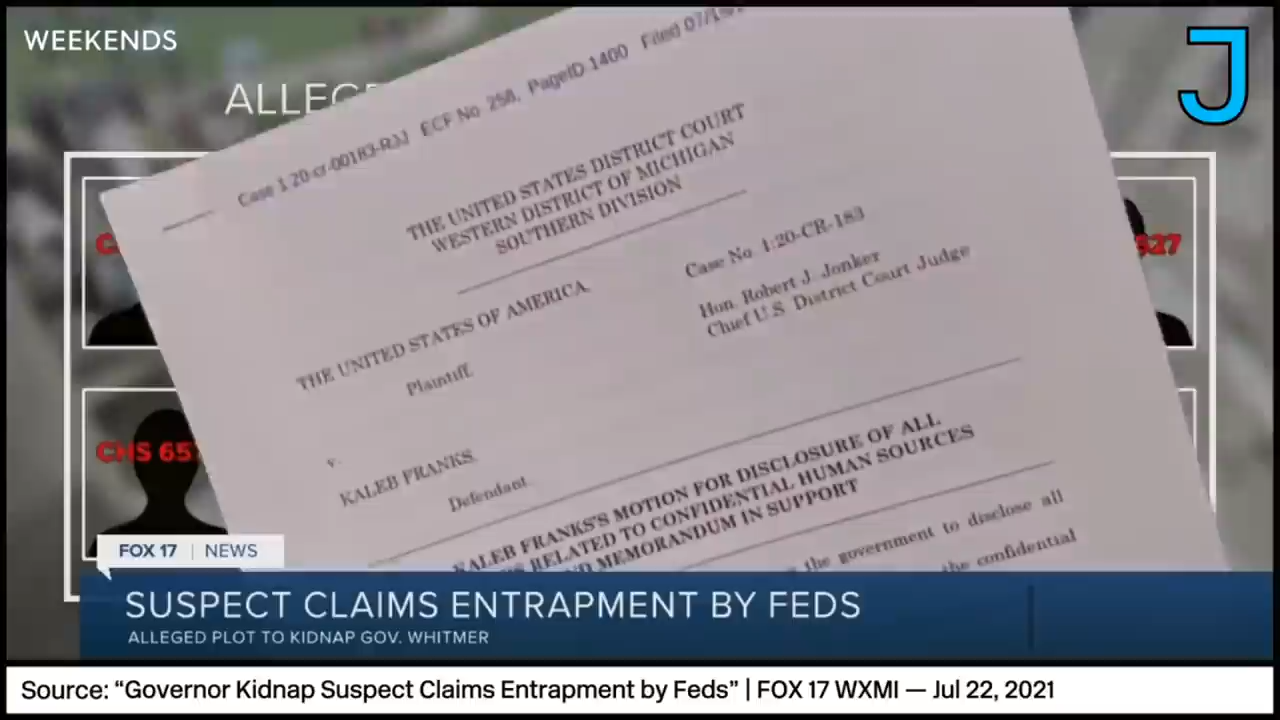 WEEKENDS
J
ALLEG
Case 1 20-cr-00183-RJJ ECF No. 258, PageID 1400 Filed 07/1
THE UNITED STATES DISTRICT COURT
WESTERN DISTRICT OF MICHIGAN
SOUTHERN DIVISION
Case No. 1:20-CR-183
Hon. Robert J. Jonker
Chief U.S. District Court Judge
THE UNITED STATES OF AMERICA,
Plaintiff,
v.
KALEB FRANKS,
Defendant.
KALEB FRANKS'S MOTION FOR DISCLOSURE OF ALL
RELATED TO CONFIDENTIAL HUMAN SOURCES
MEMORANDUM IN SUPPORT
the government to disclose all
the confidential
C
527
CHS 657
FOX 17 | NEWS
SUSPECT CLAIMS ENTRAPMENT BY FEDS
ALLEGED PLOT TO KIDNAP GOV. WHITMER
Source: “Governor Kidnap Suspect Claims Entrapment by Feds” | FOX 17 WXMI — Jul 22, 2021